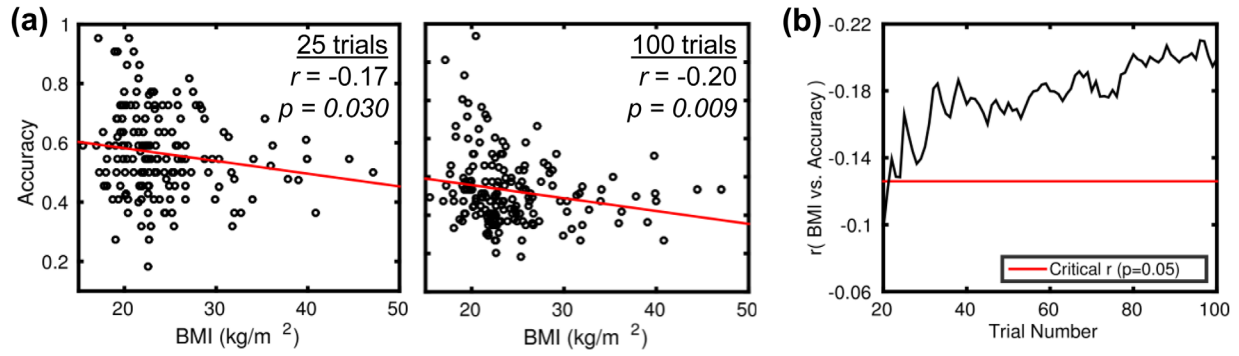 (a)
25 trials
r = -0.17
p = 0.030
Accuracy
1
0.8
0.6
0.4
0.2
20 30 40 50
BMI (kg/m ²)
100 trials
r = -0.20
p = 0.009
20 30 40 50
BMI (kg/m ²)
(b)
r( BMI vs. Accuracy )
-0.22
-0.18
-0.14
-0.1
-0.06
Critical r (p=0.05)
20 40 60 80 100
Trial Number